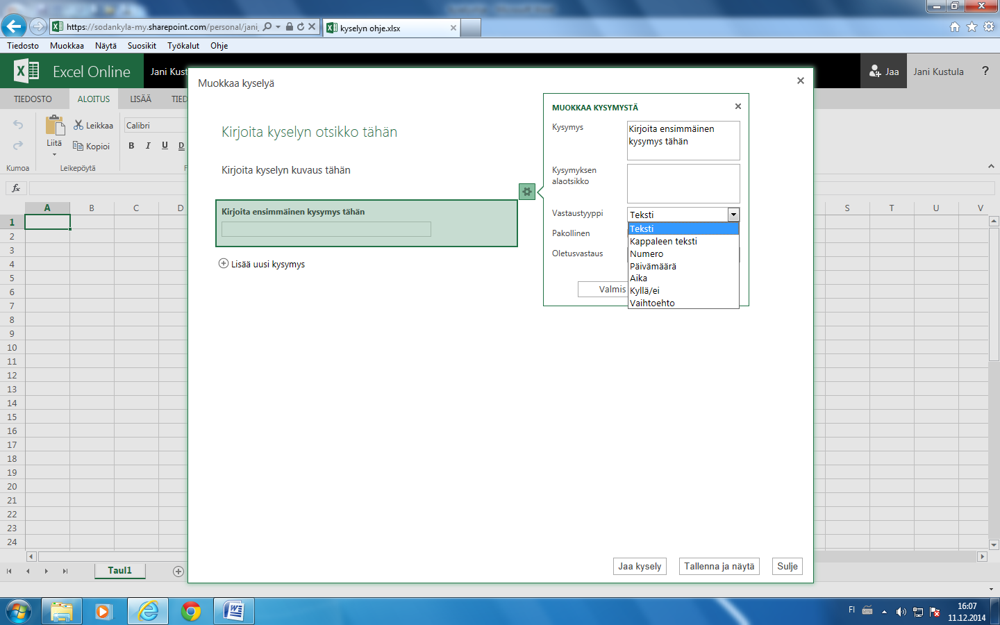 https://sodankyla-my.sharepoint.com/personal/jani_
kyselyn ohje.xlsx
Tiedosto Muokkaa Näytä Suosikit Työkalut Ohje
Excel Online
Jani Kust
Jaa
Jani Kustula
?
TIEDOSTO ALOITUS LISÄÄ TIED
Liitä
Leikkaa
Kopioi
Calibri
B I U D
Kumoa
Leikepöytä
F
fx
A B C D S T U V
1
2
3
4
5
6
7
8
9
10
11
12
13
14
15
16
17
18
19
20
21
22
23
24
Muokkaa kyselyä
Kirjoita kyselyn otsikko tähän
Kirjoita kyselyn kuvaus tähän
Kirjoita ensimmäinen kysymys tähän
Lisää uusi kysymys
MUOKKAA KYSYMYSTÄ
Kysymys
Kirjoita ensimmäinen
kysymys tähän
Kysymyksen
alaotsikko
Vastaustyyppi
Teksti
Pakollinen
Oletusvastaus
Teksti
Kappaleen teksti
Numero
Päivämäärä
Aika
Kyllä/ei
Vaihtoehto
Valmis
Jaa kysely
Tallenna ja näytä
Sulje
Taul1
FI
16:07
11.12.2014